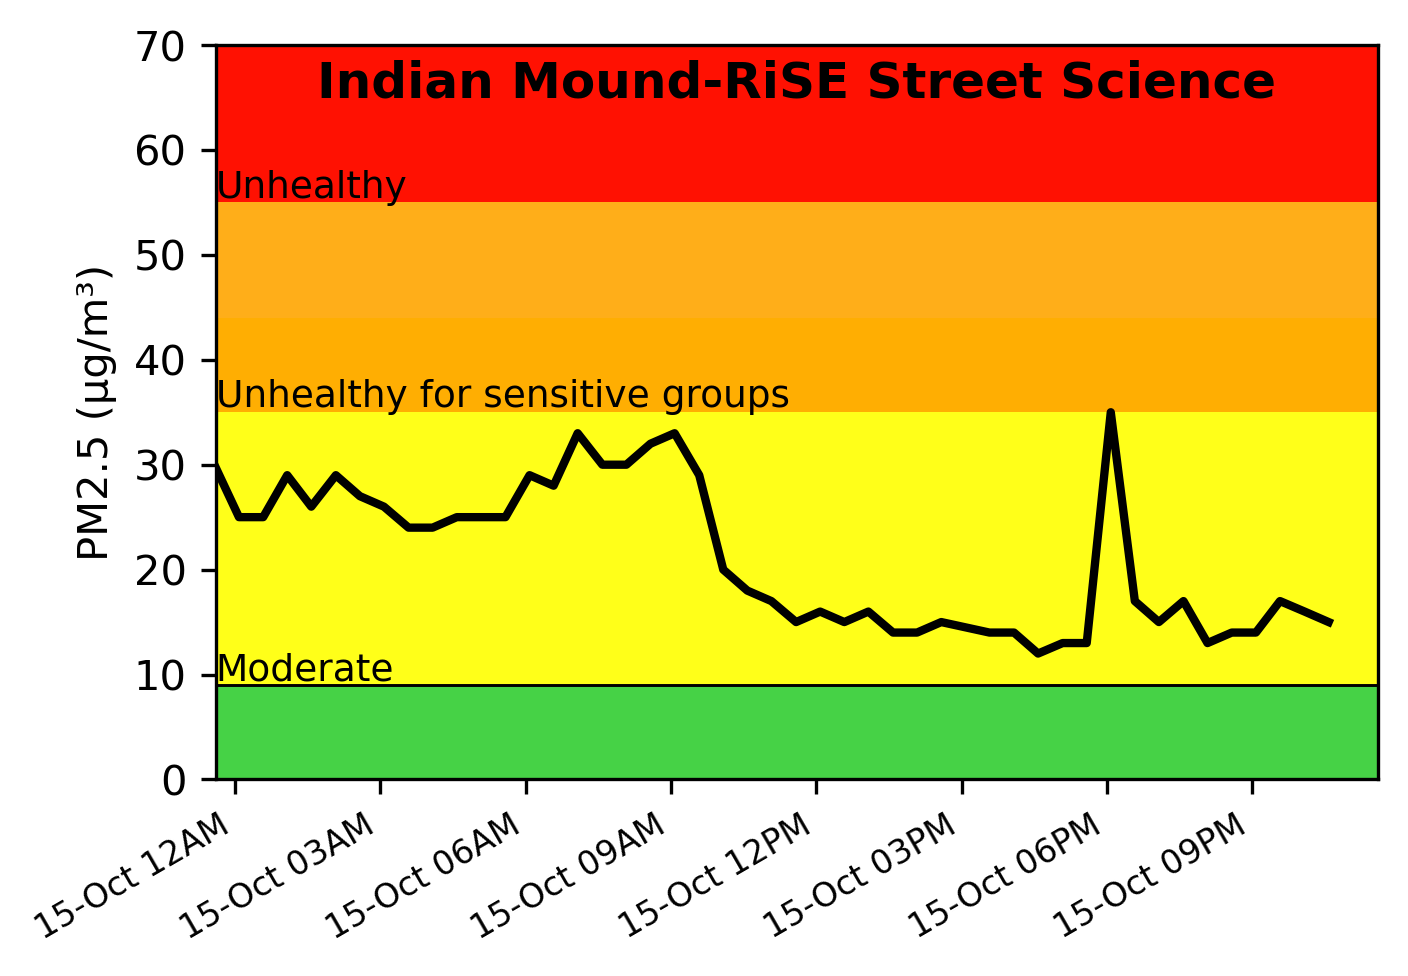 Indian Mound-RiSE Street Science
70
60
Unhealthy
50
40
Unhealthy for sensitive groups
30
20
Moderate
10
0
PM2.5 (µg/m³)
15-Oct 12AM
15-Oct 03AM
15-Oct 06AM
15-Oct 09AM
15-Oct 12PM
15-Oct 03PM
15-Oct 06PM
15-Oct 09PM